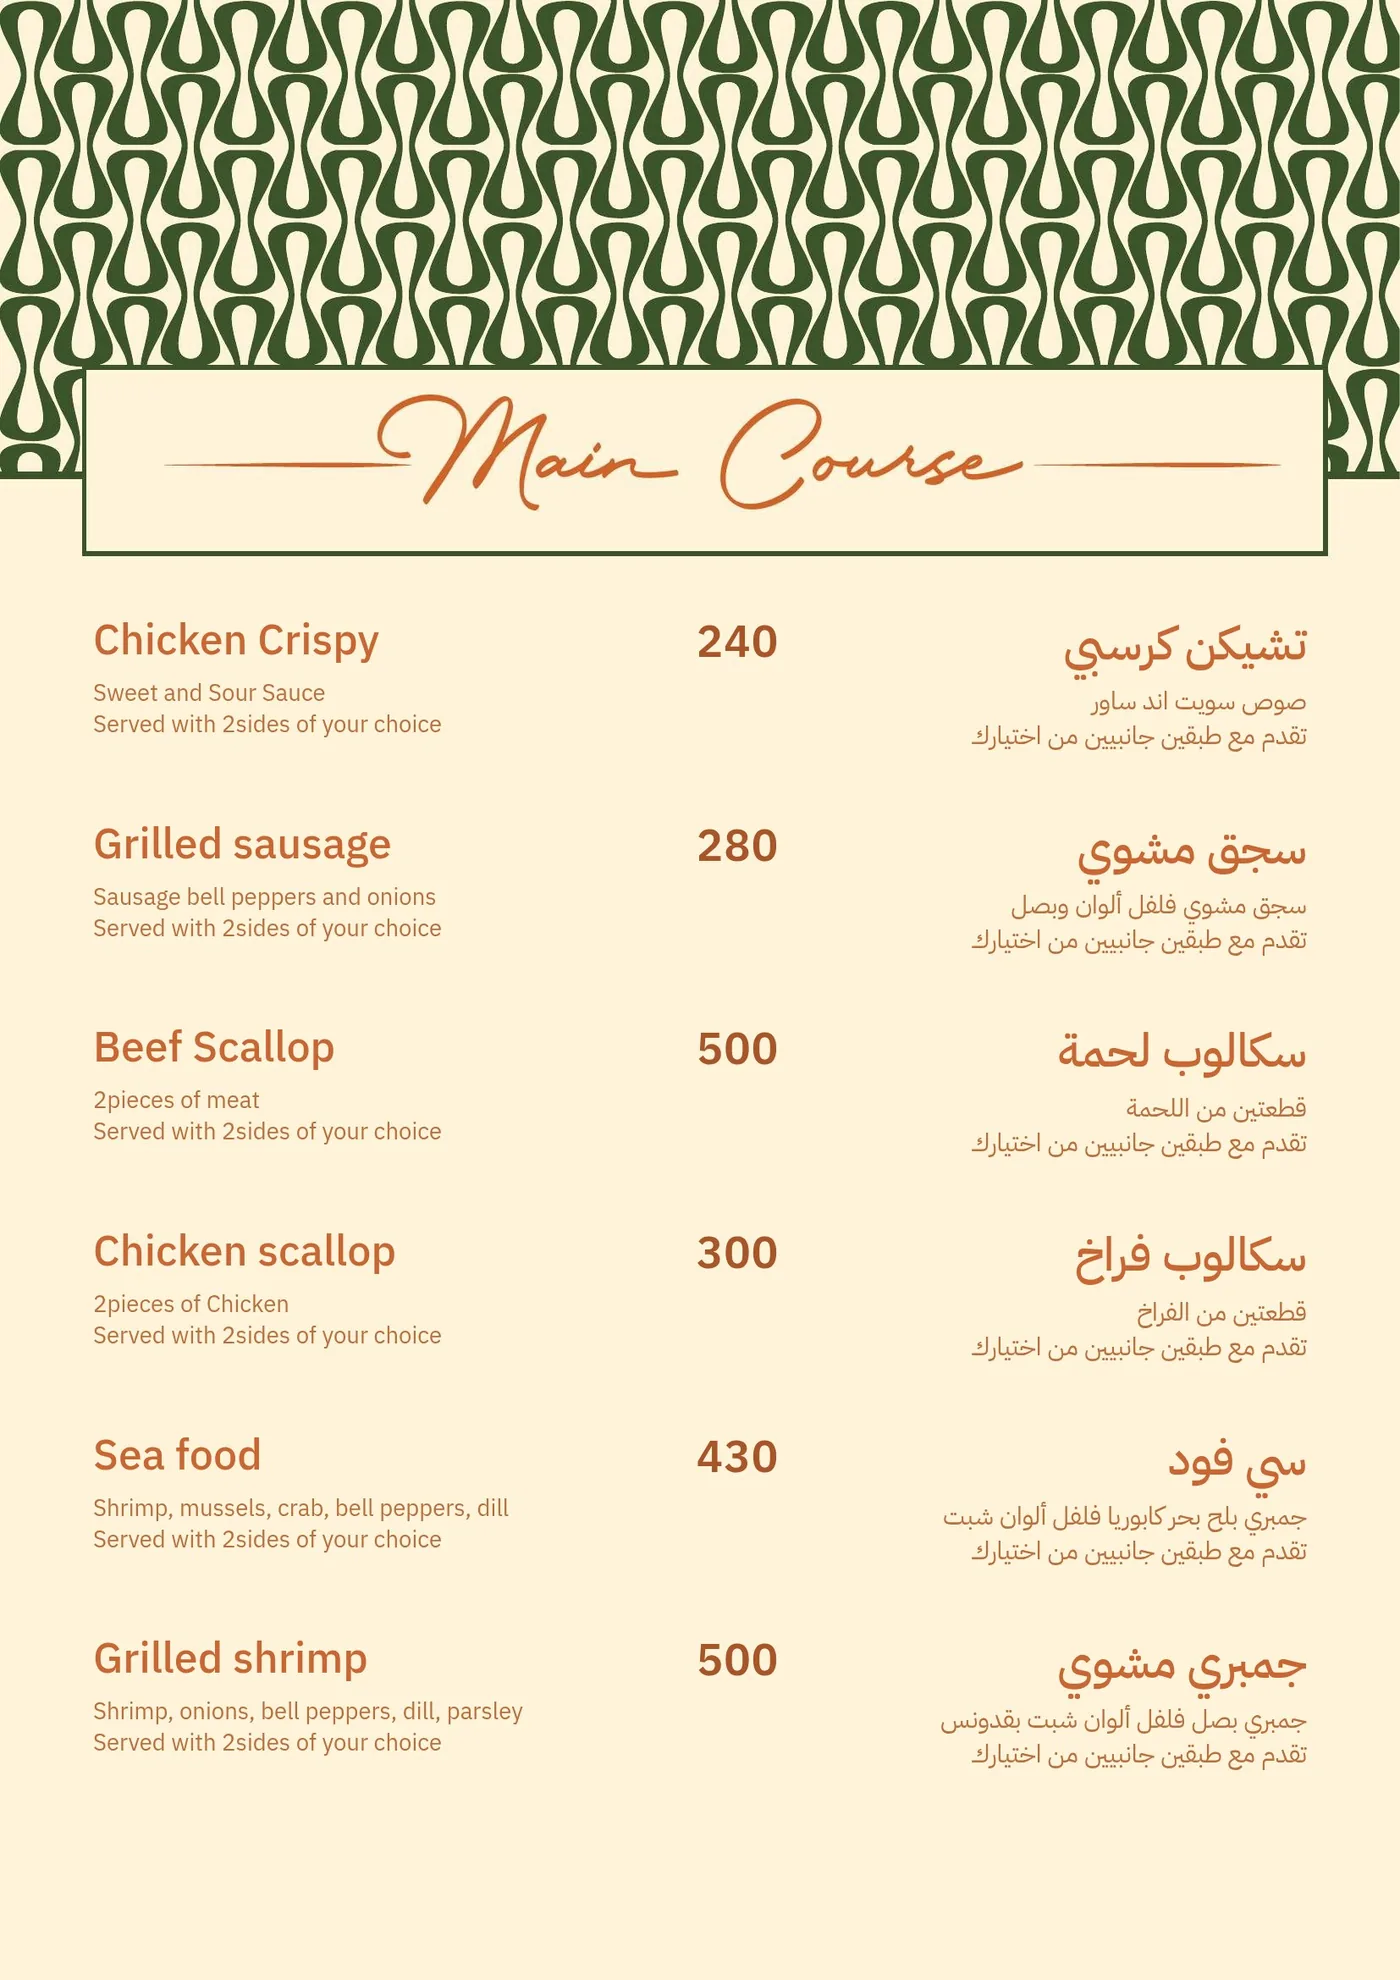 Main Course
Chicken Crispy
240
تشيكن كرسبي
Sweet and Sour Sauce
صوص سويت اند ساور
Served with 2sides of your choice
تقدم مع طبقين جانبيين من اختيارك
Grilled sausage
280
سجق مشوي
Sausage bell peppers and onions
سجق مشوي فلفل ألوان وبصل
Served with 2sides of your choice
تقدم مع طبقين جانبيين من اختيارك
Beef Scallop
500
سكالوب لحمة
2pieces of meat
قطعتين من اللحمة
Served with 2sides of your choice
تقدم مع طبقين جانبيين من اختيارك
Chicken scallop
300
سكالوب فراخ
2pieces of Chicken
قطعتين من الفراخ
Served with 2sides of your choice
تقدم مع طبقين جانبيين من اختيارك
Sea food
430
سي فود
Shrimp, mussels, crab, bell peppers, dill
جمبري بلح بحر كابوريا فلفل ألوان شبت
Served with 2sides of your choice
تقدم مع طبقين جانبيين من اختيارك
Grilled shrimp
500
جمبري مشوي
Shrimp, onions, bell peppers, dill, parsley
جمبري بصل فلفل ألوان شبت بقدونس
Served with 2sides of your choice
تقدم مع طبقين جانبيين من اختيارك